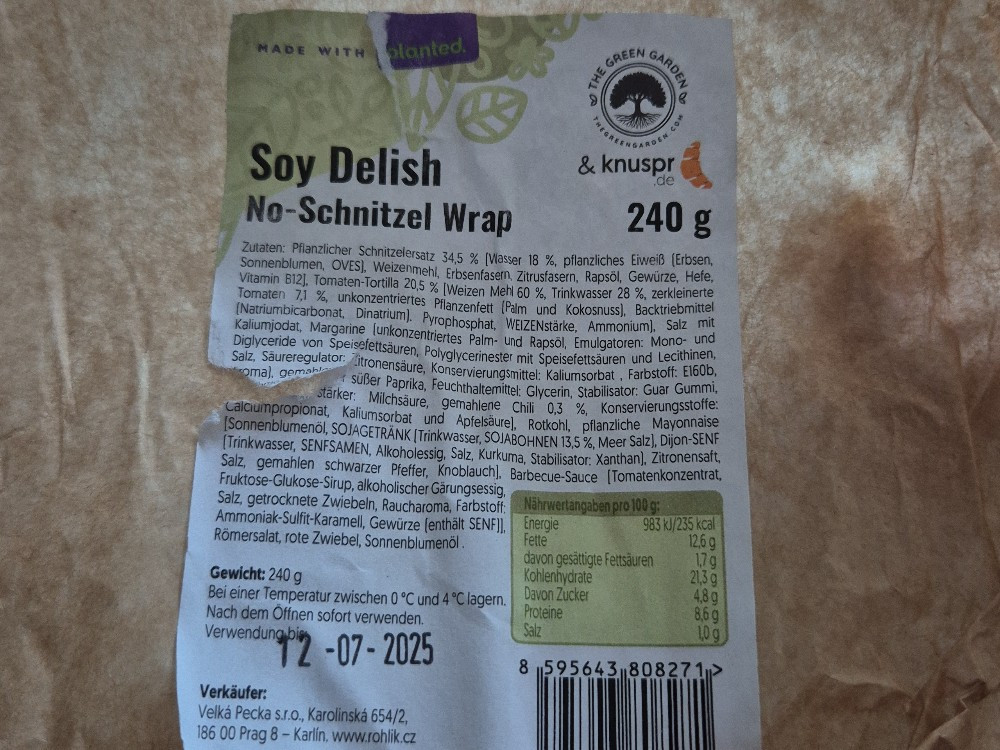 MADE WITH planted.
THE GREEN GARDEN
THEGREENGARDEN.COM
& knuspr
.de
Soy Delish
No-Schnitzel Wrap
240 g
Zutaten: Pflanzlicher Schnitzelersatz 34,5 % [Wasser 18 %, pflanzliches Eiweiß (Erbsen,
Sonnenblumen, OVES), Weizenmehl, Erbsenfasern, Zitrusfasern, Rapsöl, Gewürze, Hefe,
Vitamin B12], Tomaten-Tortilla 20,5 % [Weizen Mehl 60 %, Trinkwasser 28 %, zerkleinerte
Tomaten 7,1 %, unkonzentriertes Pflanzenfett (Palm und Kokosnuss), Backtriebmittel
(Natriumbicarbonat, Dinatrium), Pyrophosphat, WEIZENstärke, Ammonium), Salz mit
Kaliumjodat, Margarine (unkonzentriertes Palm- und Rapsöl, Emulgatoren: Mono- und
Diglyceride von Speisefettsäuren, Polyglycerinester mit Speisefettsäuren und Lecithinen,
Salz, Säureregulator: Zitronensäure, Konservierungsmittel: Kaliumsorbat , Farbstoff: E160b,
süßer Paprika, Feuchthaltemittel: Glycerin, Stabilisator: Guar Gummi,
stärker: Milchsäure, gemahlene Chili 0,3 %, Konservierungsstoffe:
Calciumpropionat, Kaliumsorbat und Apfelsäure], Rotkohl, pflanzliche Mayonnaise
[Sonnenblumenöl, SOJAGETRÄNK (Trinkwasser, SOJABOHNEN 13,5 %, Meer Salz), Dijon-SENF
(Trinkwasser, SENFSAMEN, Alkoholessig, Salz, Kurkuma, Stabilisator: Xanthan), Zitronensaft,
Salz, gemahlen schwarzer Pfeffer, Knoblauch], Barbecue-Sauce [Tomatenkonzentrat,
Fruktose-Glukose-Sirup, alkoholischer Gärungsessig,
Salz, getrocknete Zwiebeln, Raucharoma, Farbstoff:
Ammoniak-Sulfit-Karamell, Gewürze (enthält SENF)],
Römersalat, rote Zwiebel, Sonnenblumenöl .
Nährwertangaben pro 100 g:
Energie 983 kJ/235 kcal
Fette 12,6 g
davon gesättigte Fettsäuren 1,7 g
Kohlenhydrate 21,3 g
Davon Zucker 4,8 g
Proteine 8,6 g
Salz 1,0 g
Gewicht: 240 g
Bei einer Temperatur zwischen 0 °C und 4 °C lagern.
Nach dem Öffnen sofort verwenden.
Verwendung bis
12 -07- 2025
8 595643 808271 >
Verkäufer:
Velká Pecka s.r.o., Karolinská 654/2,
186 00 Prag 8 – Karlín, www.rohlik.cz